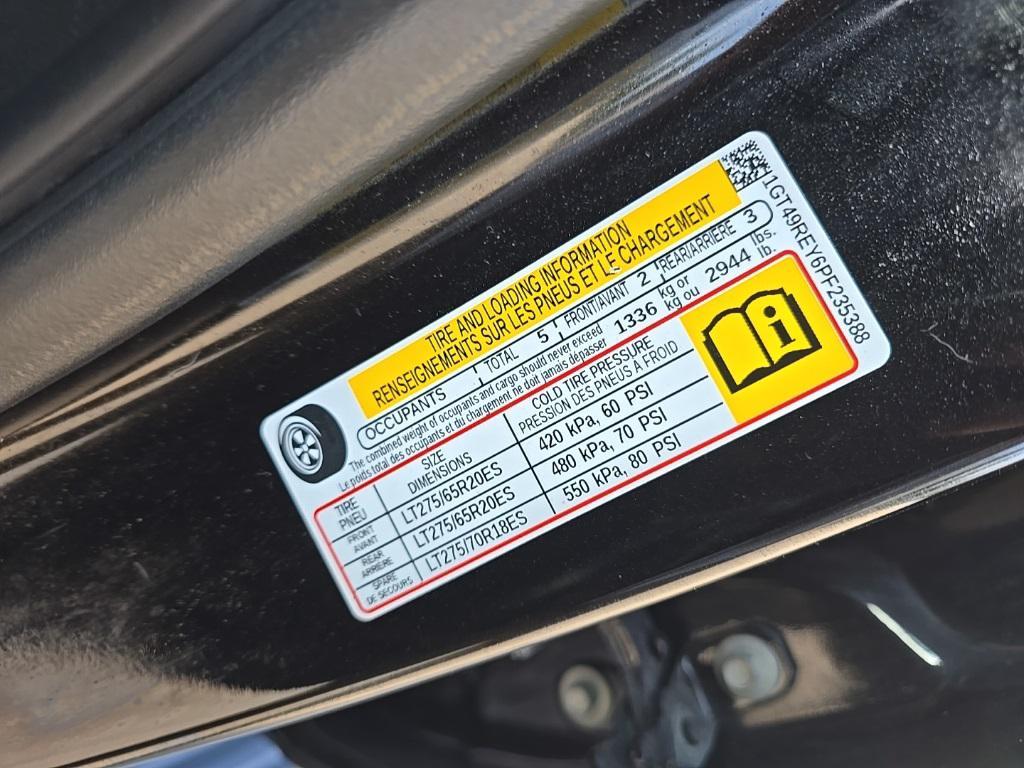 TIRE AND LOADING INFORMATION
RENSEIGNEMENTS SUR LES PNEUS ET LE CHARGEMENT
OCCUPANTS TOTAL 5 FRONT/AVANT 2 REAR/ARRIÈRE 3
The combined weight of occupants and cargo should never exceed 1336 kg or 2944 lbs.
Le poids total des occupants et du chargement ne doit jamais dépasser kg ou lb.
TIRE SIZE COLD TIRE PRESSURE
PNEU DIMENSIONS PRESSION DES PNEUS À FROID
FRONT AVANT LT275/65R20ES 420 kPa, 60 PSI
REAR ARRIÈRE LT275/65R20ES 480 kPa, 70 PSI
SPARE DE SECOURS LT275/70R18ES 550 kPa, 80 PSI
i
1GT49REY6PF235388